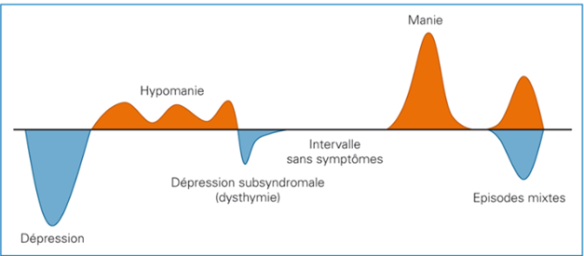 Manie
Hypomanie
Intervalle
sans symptômes
Dépression subsyndromale
(dysthymie)
Episodes mixtes
Dépression